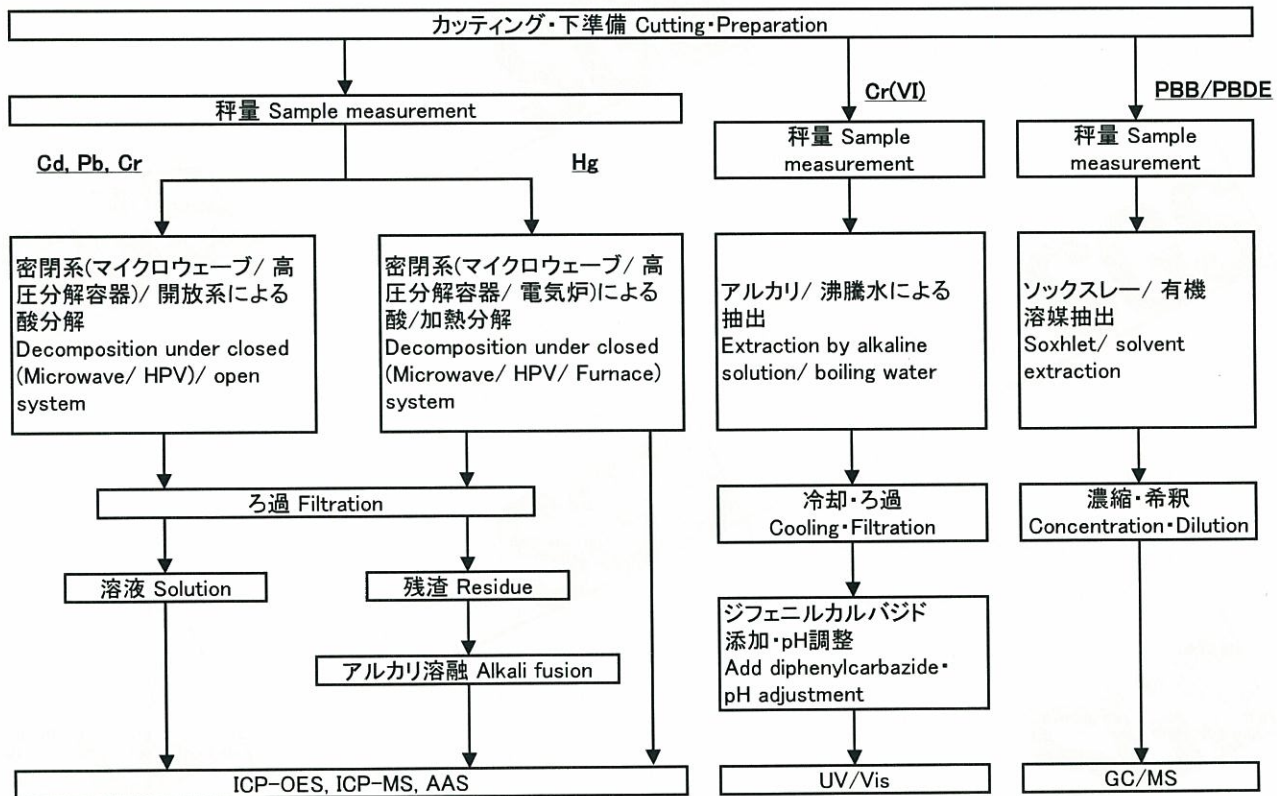 カッティング・下準備 Cutting・Preparation
秤量 Sample measurement
Cd, Pb, Cr
Hg
密閉系(マイクロウェーブ/ 高
圧分解容器)/ 開放系による
酸分解
Decomposition under closed
(Microwave/ HPV)/ open
system
密閉系(マイクロウェーブ/ 高
圧分解容器/ 電気炉)による
酸/加熱分解
Decomposition under closed
(Microwave/ HPV/ Furnace)
system
ろ過 Filtration
溶液 Solution
残渣 Residue
アルカリ溶融 Alkali fusion
ICP-OES, ICP-MS, AAS
Cr(VI)
秤量 Sample
measurement
アルカリ/ 沸騰水による
抽出
Extraction by alkaline
solution/ boiling water
冷却・ろ過
Cooling・Filtration
ジフェニルカルバジド
添加・pH調整
Add diphenylcarbazide・
pH adjustment
UV/Vis
PBB/PBDE
秤量 Sample
measurement
ソックスレー/ 有機
溶媒抽出
Soxhlet/ solvent
extraction
濃縮・希釈
Concentration・Dilution
GC/MS